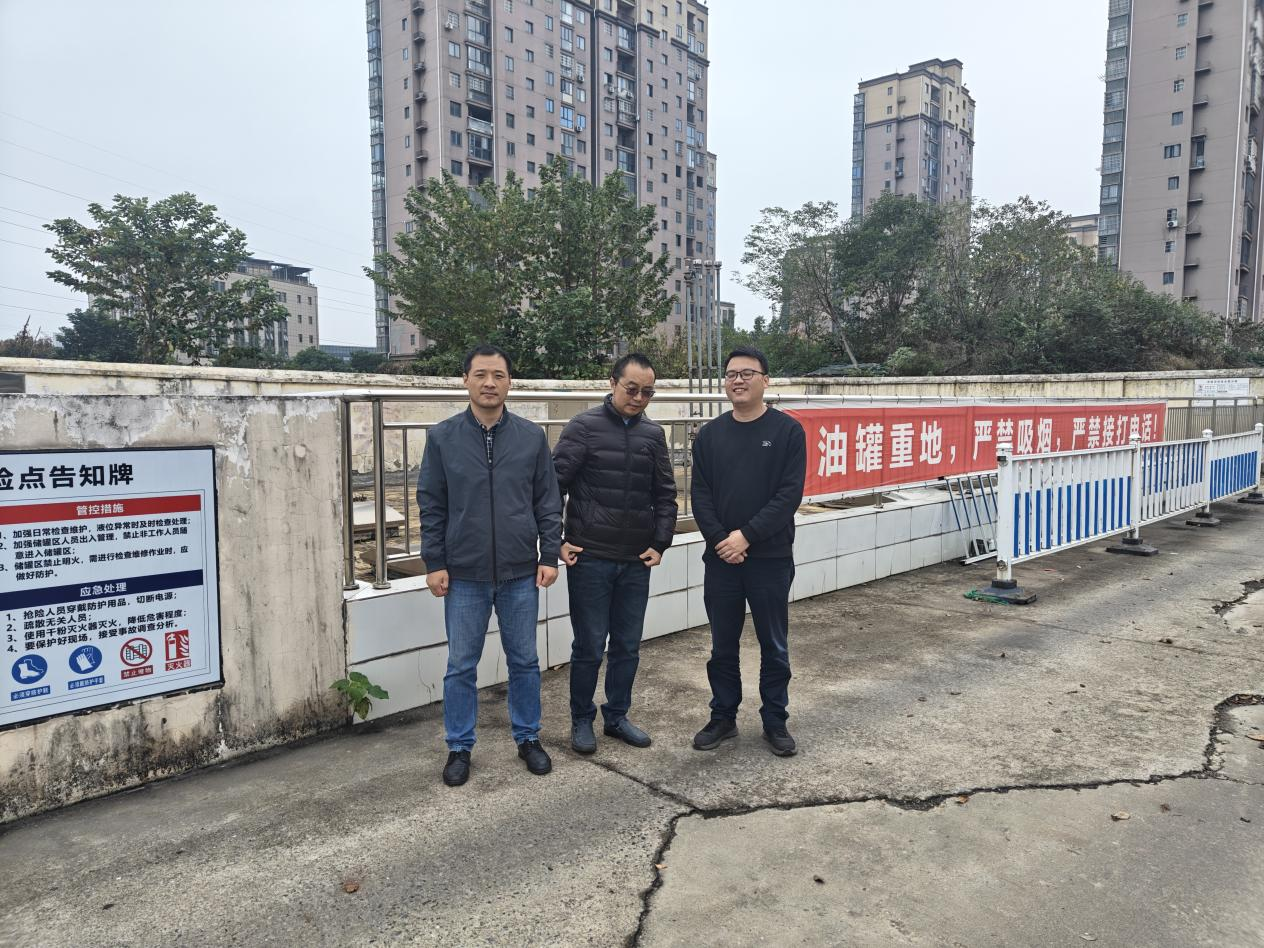 险点告知牌
管控措施
1、加强日常检查维护，液位异常时及时检查处理；
2、加强储罐区人员出入管理，禁止非工作人员随
意进入储罐区；
3、储罐区禁止明火，需进行检查维修作业时，应
做好防护。
应急处理
1、抢险人员穿戴防护用品，切断电源；
2、疏散无关人员；
3、使用干粉灭火器灭火，降低危害程度；
4、要保护好现场，接受事故调查分析。
必须穿防护鞋
必须戴防护手套
禁止堆物
灭火器
油罐重地，严禁吸烟，严禁接打电话！